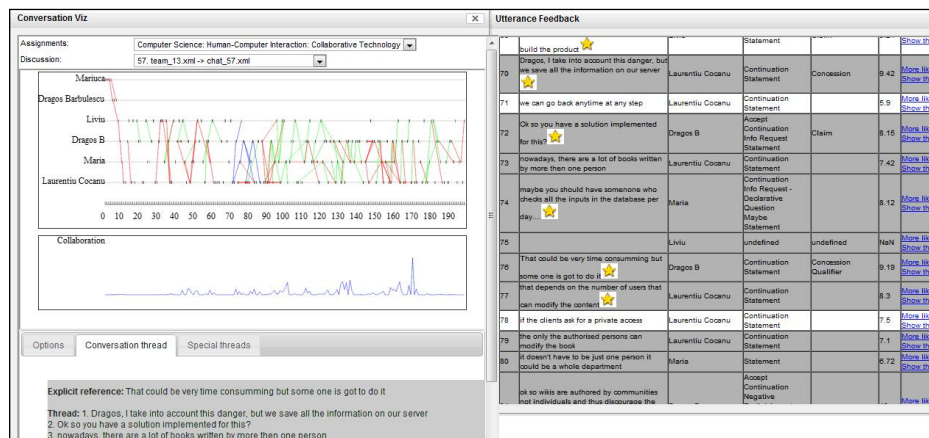 Conversation Viz
Assignments:
Computer Science: Human-Computer Interaction: Collaborative Technology
Discussion:
57. team_13.xml -> chat_57.xml
Mariuca
Dragos Barbulescu
Liviu
Dragos B
Maria
Laurentiu Cocanu
0 10 20 30 40 50 60 70 80 90 100 110 120 130 140 150 160 170 180 190
Collaboration
Options
Conversation thread
Special threads
Explicit reference: That could be very time consumming but some one is got to do it
Thread: 1. Dragos, I take into account this danger, but we save all the information on our server
2. Ok so you have a solution implemented for this?
3. nowadays, there are a lot of books written by more then one person
Utterance Feedback
build the product
Statement
Show th
70
Dragos, I take into account this danger, but
we save all the information on our server
Laurentiu Cocanu
Continuation
Statement
Concession
9.42
More lik
Show th
71
we can go back anytime at any step
Laurentiu Cocanu
Continuation
Statement
5.9
More lik
Show th
72
Ok so you have a solution implemented
for this?
Dragos B
Accept
Continuation
Info Request
Statement
Claim
8.15
More lik
Show th
73
nowadays, there are a lot of books written
by more then one person
Laurentiu Cocanu
Continuation
Statement
7.42
More lik
Show th
74
maybe you should have somenone who
checks all the inputs in the database per
day....
Maria
Continuation
Info Request -
Declarative
Question
Maybe
Statement
8.12
More lik
Show th
75
Liviu
undefined
undefined
NaN
More lik
Show th
76
That could be very time consumming but
some one is got to do it
Dragos B
Continuation
Statement
Concession
Qualifier
9.19
More lik
Show th
77
that depends on the number of users that
can modify the content
Laurentiu Cocanu
Continuation
Statement
8.3
More lik
Show th
78
if the clients ask for a private access
Laurentiu Cocanu
Continuation
Statement
7.5
More lik
Show th
79
the only the authorised persons can
modify the book
Laurentiu Cocanu
Continuation
Statement
7.1
More lik
Show th
80
it doesn't have to be just one person it
could be a whole department
Maria
Statement
6.72
More lik
Show th
ok so wikis are authored by communities
not individuals and thus discourage the
Accept
Continuation
Negative
More lik